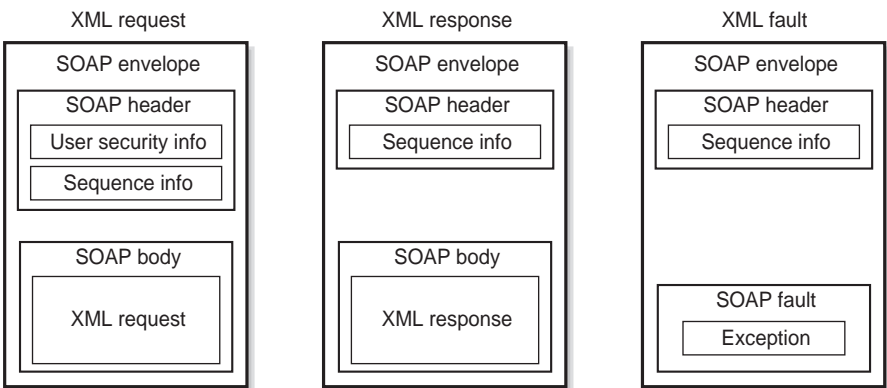 XML request
SOAP envelope
SOAP header
User security info
Sequence info
SOAP body
XML request
XML response
SOAP envelope
SOAP header
Sequence info
SOAP body
XML response
XML fault
SOAP envelope
SOAP header
Sequence info
SOAP fault
Exception